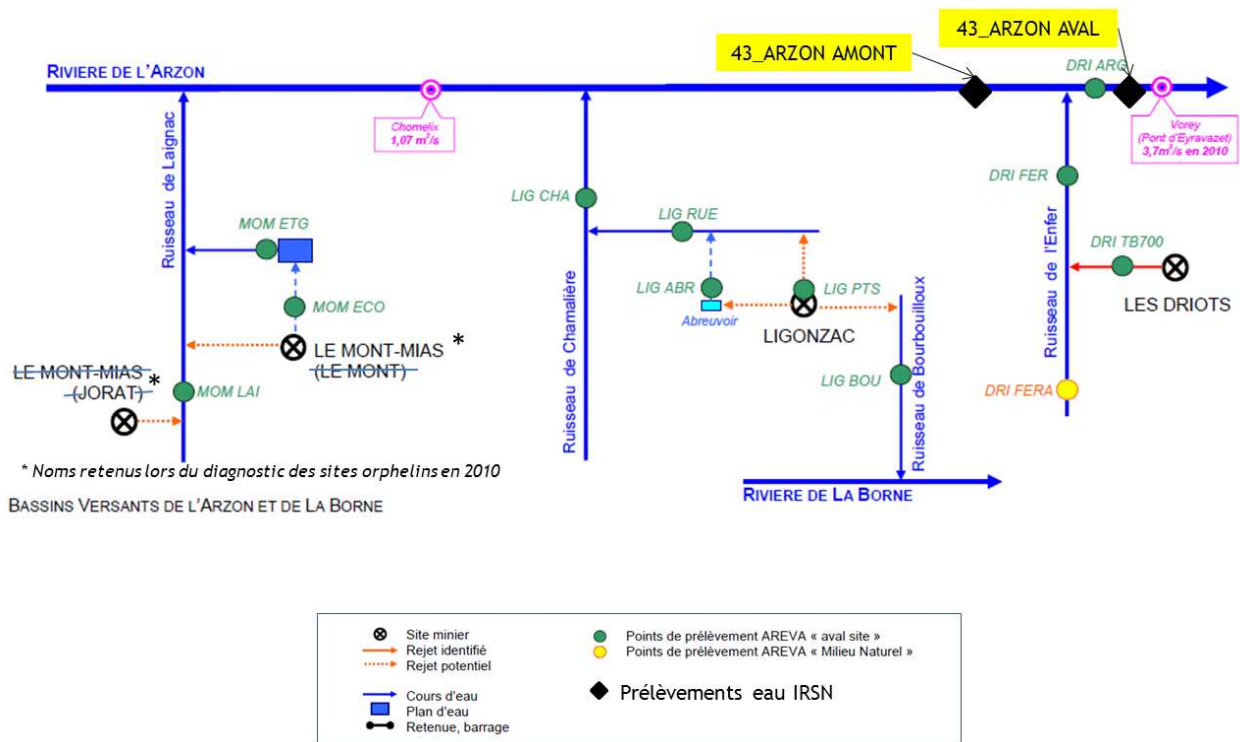 43_ARZON AVAL
43_ARZON AMONT
RIVIERE DE L'ARZON
DRI ARG
Chomelix
1,07 m³/s
Vorey
(Pont d'Eyravazet)
3,7m³/s en 2010
Ruisseau de Laignac
MOM ETG
MOM ECO
LE MONT-MIAS *
(LE MONT)
LE MONT-MIAS *
(JORAT)
MOM LAI
LIG CHA
Ruisseau de Chamalière
LIG RUE
LIG ABR
Abreuvoir
LIG PTS
LIGONZAC
LIG BOU
Ruisseau de Bourbouilloux
DRI FER
Ruisseau de l'Enfer
DRI TB700
LES DRIOTS
DRI FERA
* Noms retenus lors du diagnostic des sites orphelins en 2010
RIVIERE DE LA BORNE
BASSINS VERSANTS DE L'ARZON ET DE LA BORNE
Site minier
Rejet identifié
Rejet potentiel
Cours d'eau
Plan d'eau
Retenue, barrage
Points de prélèvement AREVA « aval site »
Points de prélèvement AREVA « Milieu Naturel »
Prélèvements eau IRSN